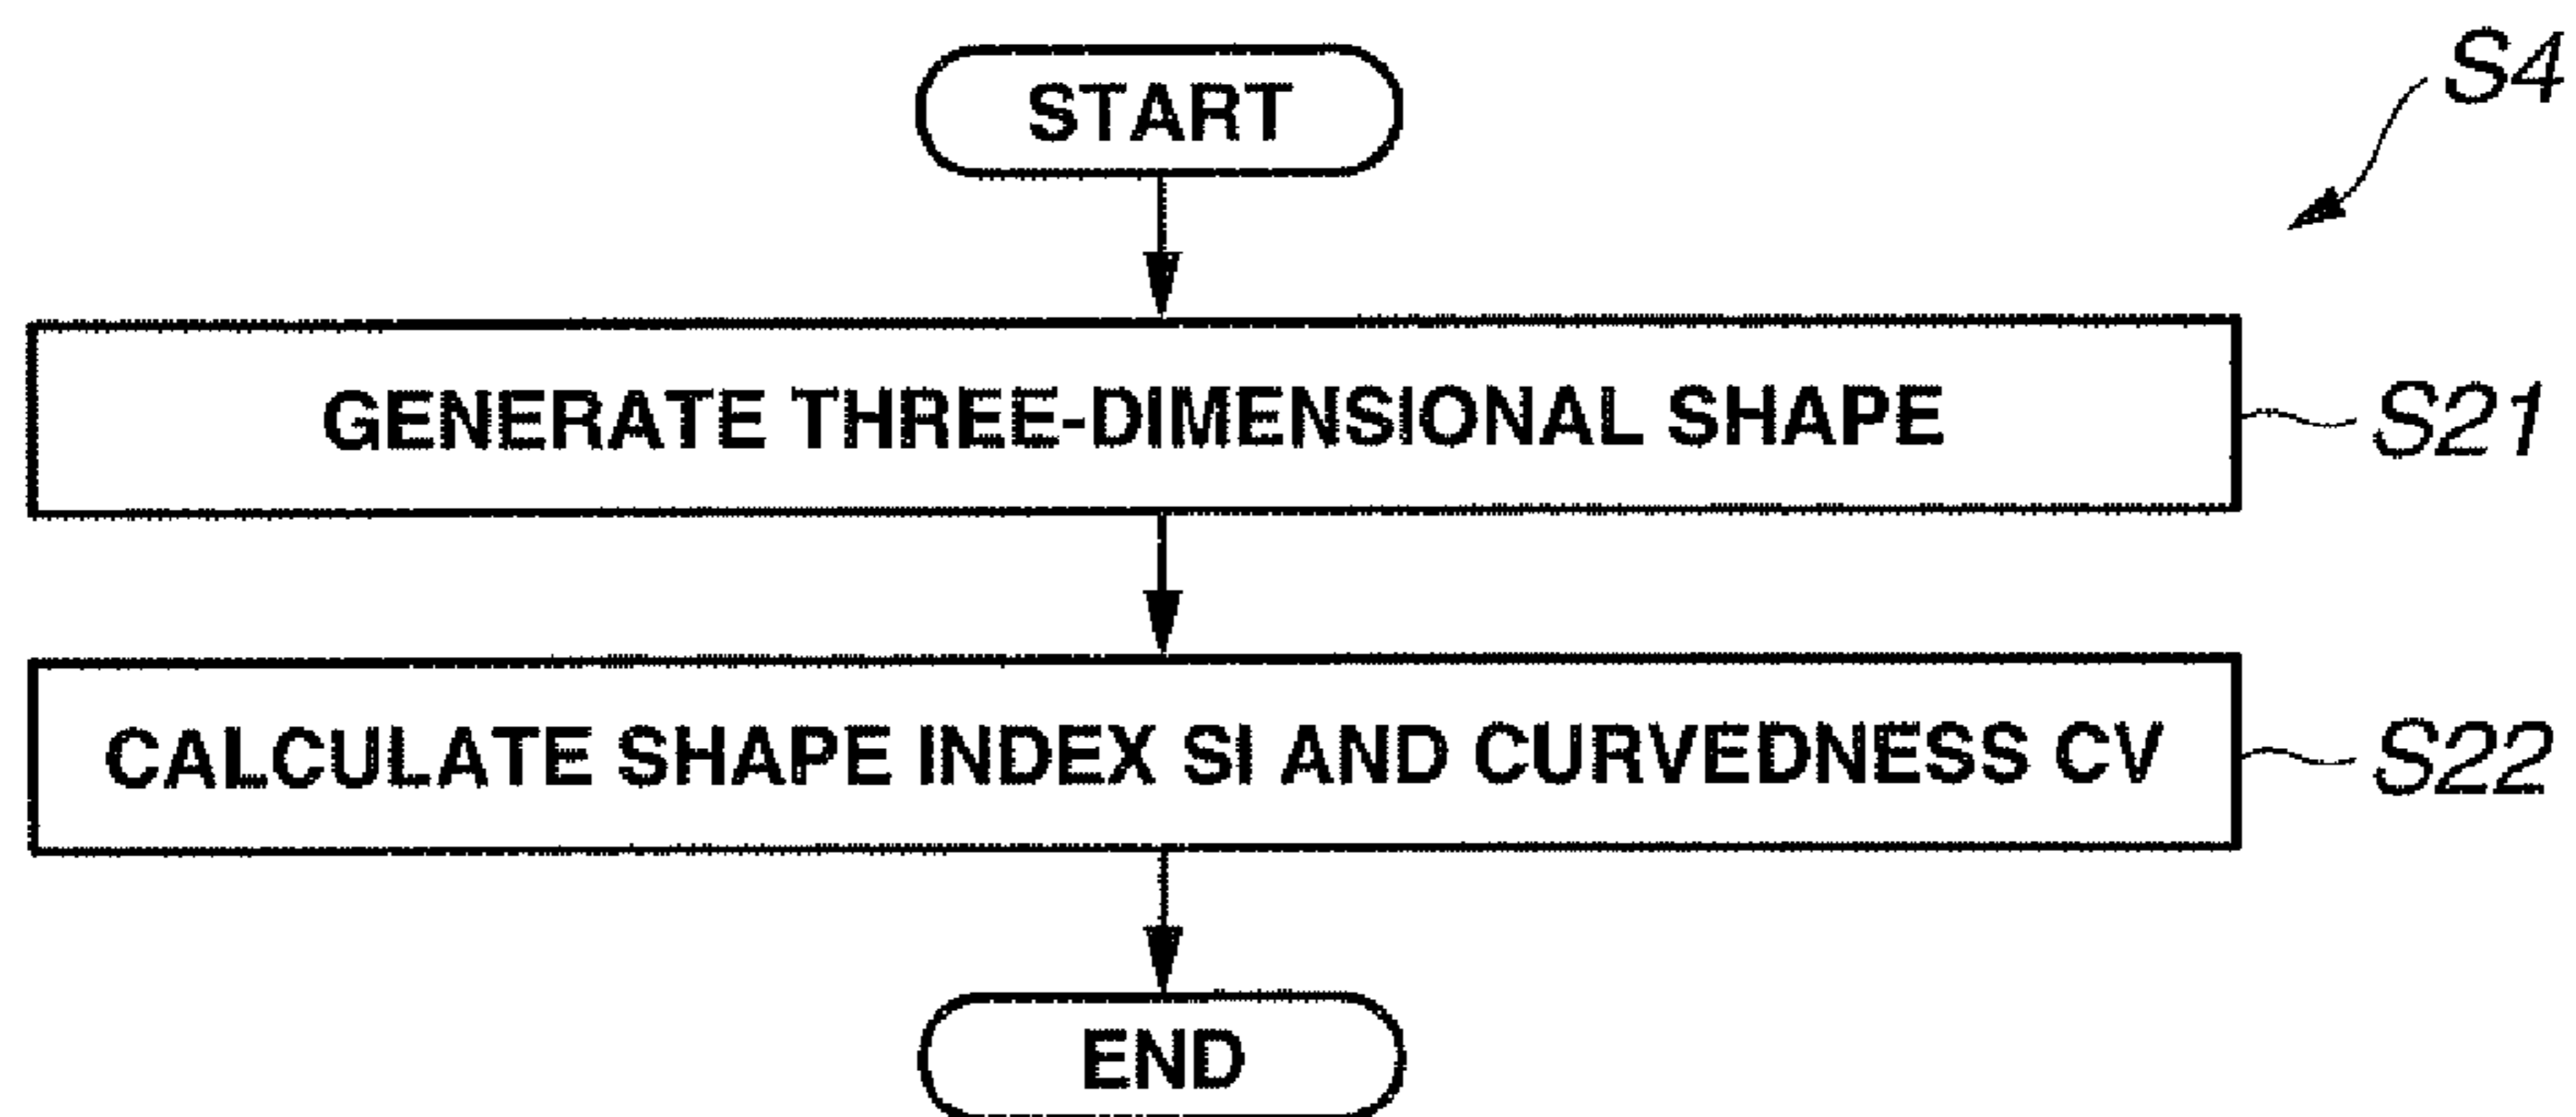 START
S4
GENERATE THREE-DIMENSIONAL SHAPE
S21
CALCULATE SHAPE INDEX SI AND CURVEDNESS CV
S22
END